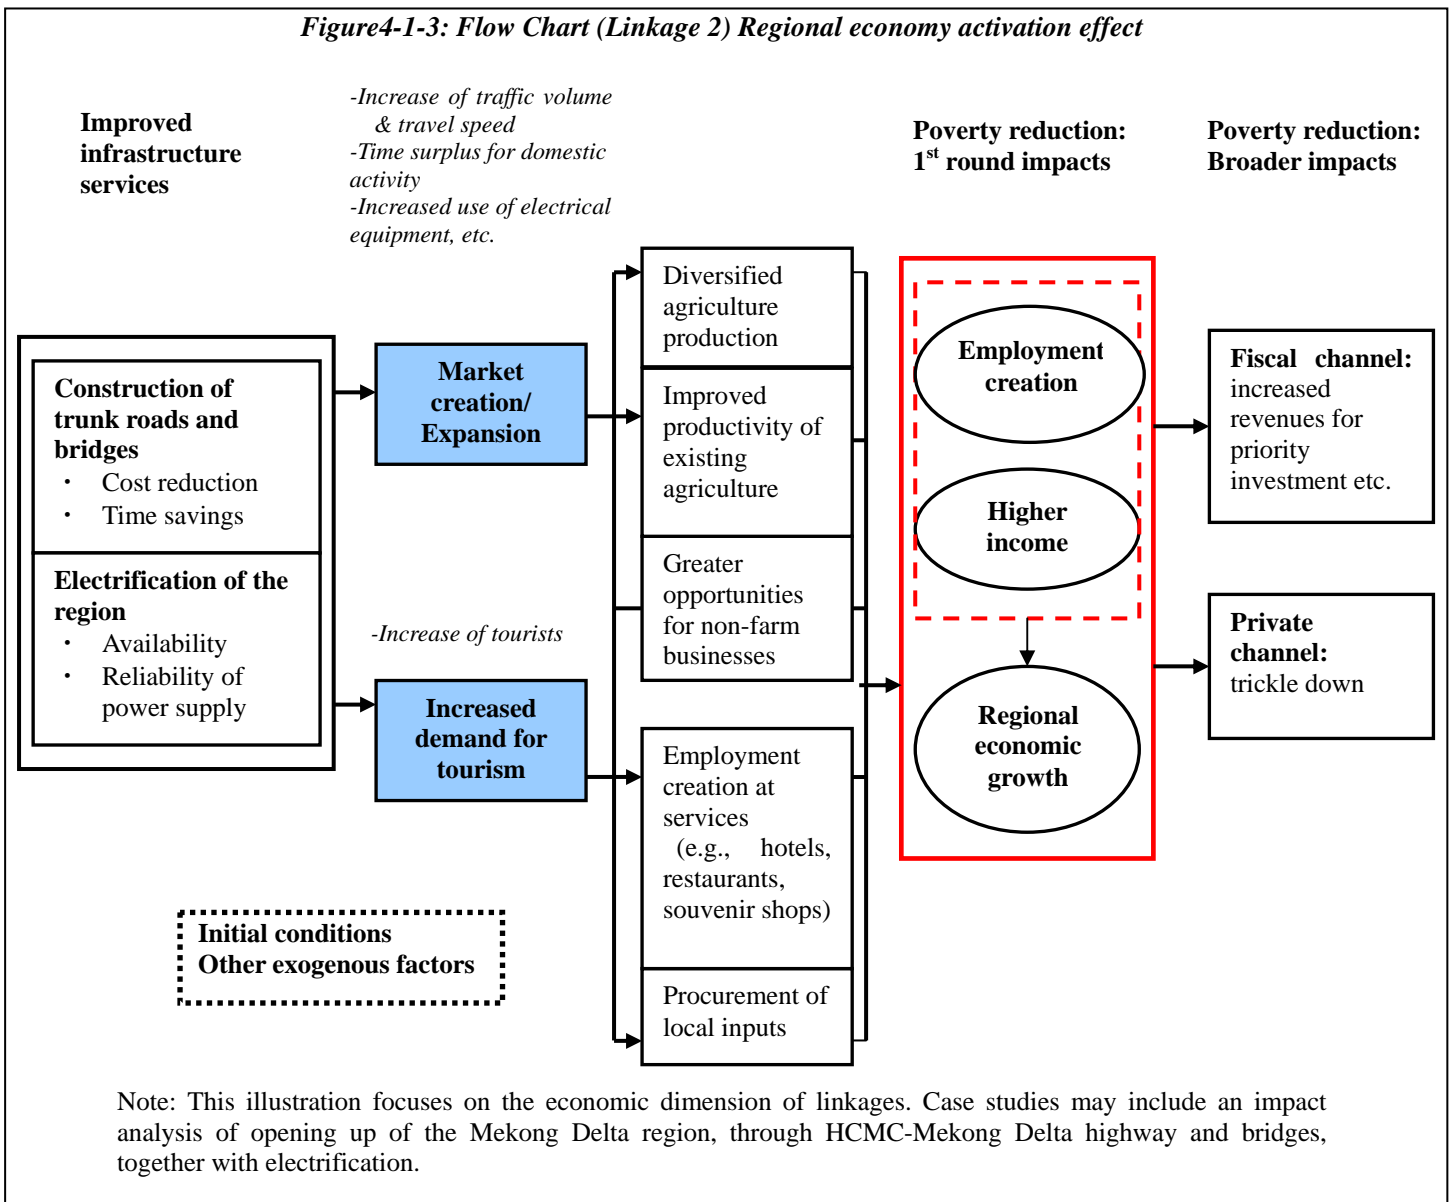 Figure4-1-3: Flow Chart (Linkage 2) Regional economy activation effect
Improved
infrastructure
services
-Increase of traffic volume
& travel speed
-Time surplus for domestic
activity
-Increased use of electrical
equipment, etc.
Poverty reduction:
1st round impacts
Poverty reduction:
Broader impacts
Construction of
trunk roads and
bridges
・ Cost reduction
・ Time savings
Electrification of the
region
・ Availability
・ Reliability of
power supply
Market
creation/
Expansion
-Increase of tourists
Increased
demand for
tourism
Diversified
agriculture
production
Improved
productivity of
existing
agriculture
Greater
opportunities
for non-farm
businesses
Employment
creation at
services
(e.g., hotels,
restaurants,
souvenir shops)
Procurement of
local inputs
Employment
creation
Higher
income
Regional
economic
growth
Fiscal channel:
increased
revenues for
priority
investment etc.
Private
channel:
trickle down
Initial conditions
Other exogenous factors
Note: This illustration focuses on the economic dimension of linkages. Case studies may include an impact
analysis of opening up of the Mekong Delta region, through HCMC-Mekong Delta highway and bridges,
together with electrification.